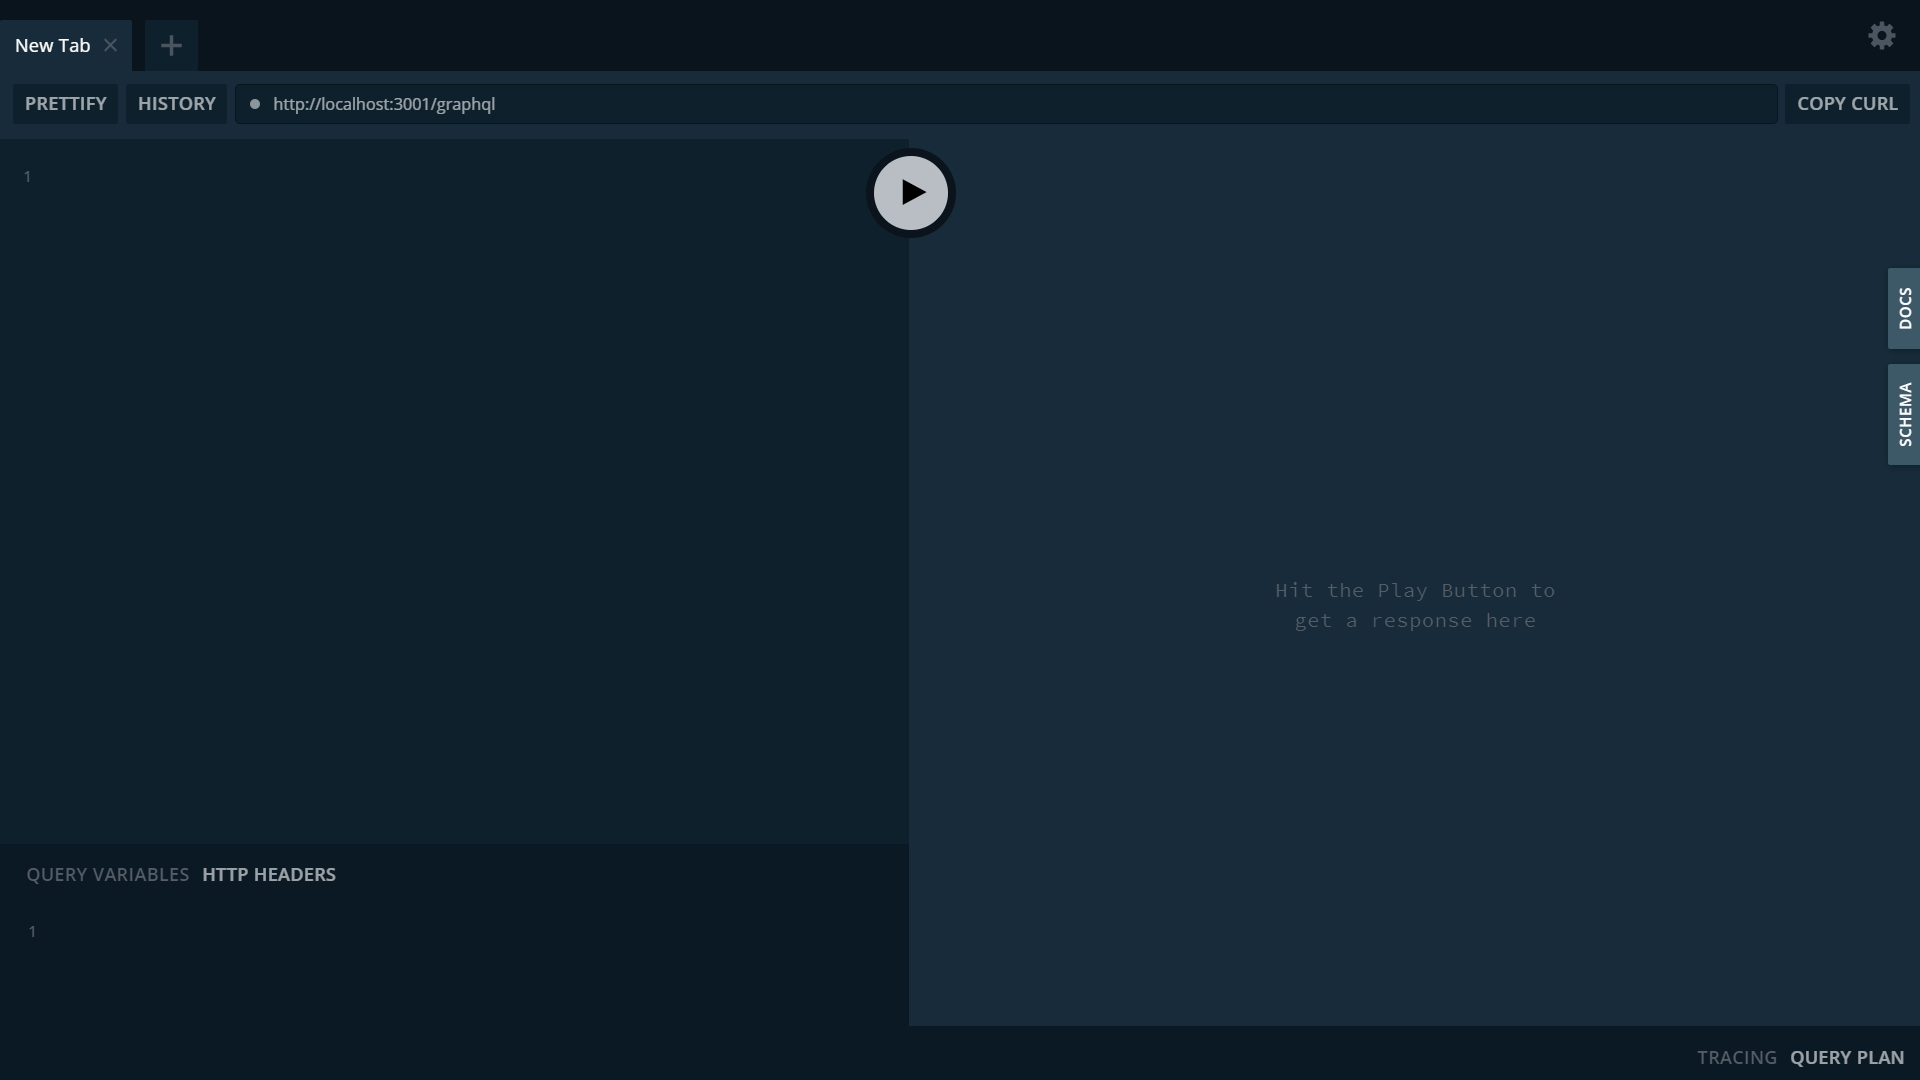 New Tab
PRETTIFY
HISTORY
http://localhost:3001/graphql
COPY CURL
1
DOCS
SCHEMA
Hit the Play Button to
get a response here
QUERY VARIABLES
HTTP HEADERS
1
TRACING
QUERY PLAN